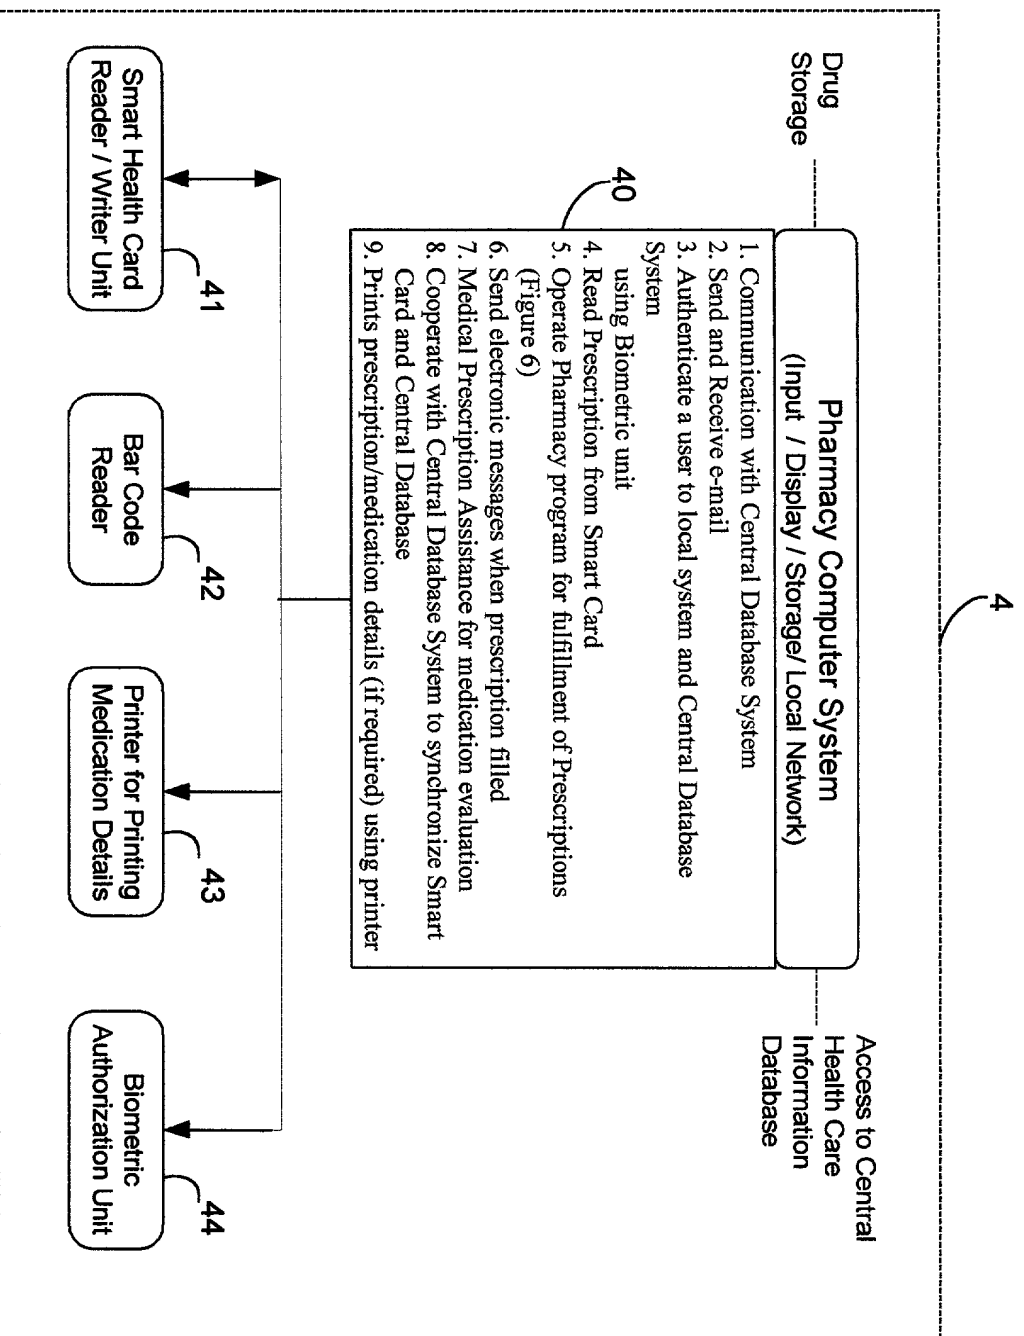 4
Drug
Storage
Pharmacy Computer System
(Input / Display / Storage/ Local Network)
Access to Central
Health Care
Information
Database
40
1. Communication with Central Database System
2. Send and Receive e-mail
3. Authenticate a user to local system and Central Database
System
using Biometric unit
4. Read Prescription from Smart Card
5. Operate Pharmacy program for fulfillment of Prescriptions
(Figure 6)
6. Send electronic messages when prescription filled
7. Medical Prescription Assistance for medication evaluation
8. Cooperate with Central Database System to synchronize Smart
Card and Central Database
9. Prints prescription/medication details (if required) using printer
41
42
43
44
Smart Health Card
Reader / Writer Unit
Bar Code
Reader
Printer for Printing
Medication Details
Biometric
Authorization Unit